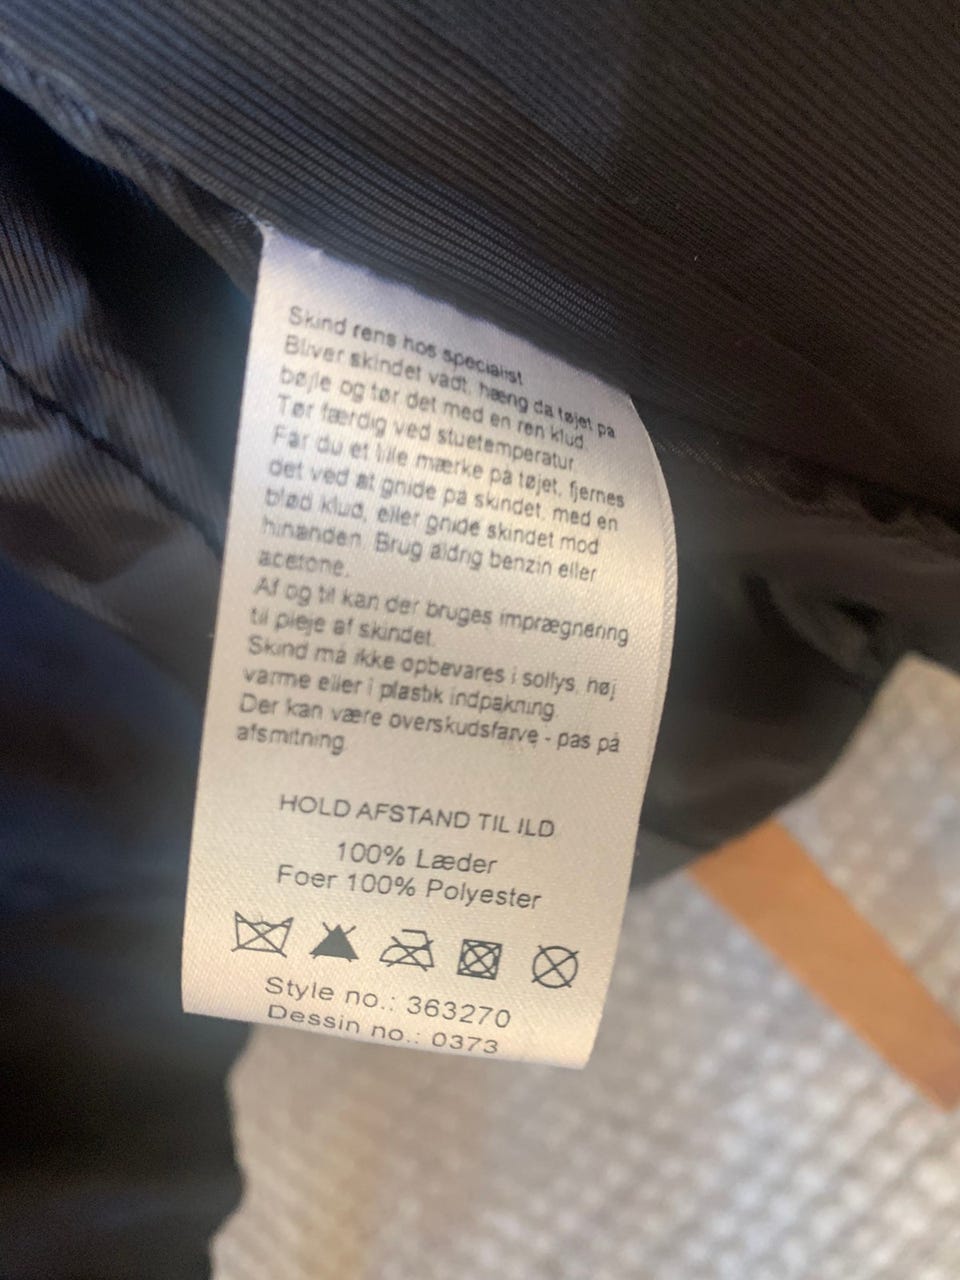 Skind rens hos specialist
Bliver skindet vådt, hæng da tøjet på
bøjle og tør det med en ren klud.
Tør færdig ved stuetemperatur.
Får du et lille mærke på tøjet, fjernes
det ved at gnide på skindet, med en
blød klud, eller gnide skindet mod
hinanden. Brug aldrig benzin eller
acetone.
Af og til kan der bruges imprægnering
til pleje af skindet.
Skind må ikke opbevares i sollys, høj
varme eller i plastik indpakning.
Der kan være overskudsfarve - pas på
afsmitning.
HOLD AFSTAND TIL ILD
100% Læder
Foer 100% Polyester
Style no.: 363270
Dessin no.: 0373